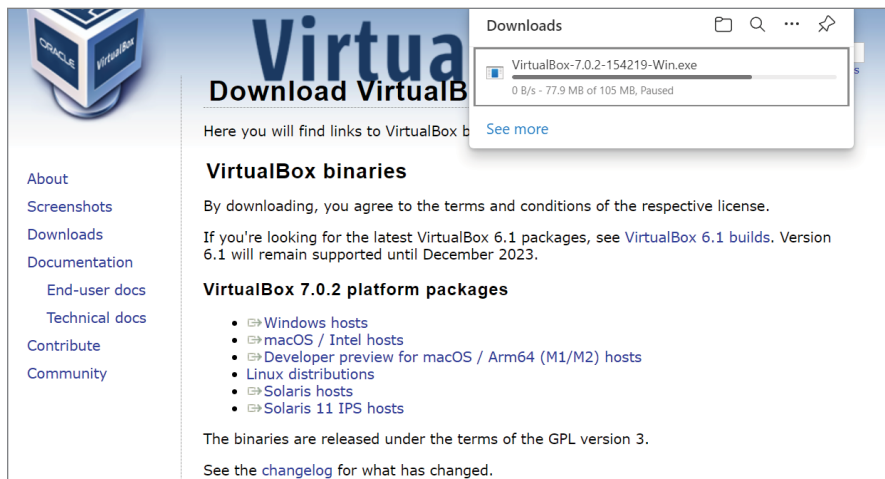 ORACLE
VirtualBox
Virtua
Download VirtualB
Here you will find links to VirtualBox b
Downloads
VirtualBox-7.0.2-154219-Win.exe
0 B/s - 77.9 MB of 105 MB, Paused
See more
s
About
Screenshots
Downloads
Documentation
End-user docs
Technical docs
Contribute
Community
VirtualBox binaries
By downloading, you agree to the terms and conditions of the respective license.
If you're looking for the latest VirtualBox 6.1 packages, see VirtualBox 6.1 builds. Version
6.1 will remain supported until December 2023.
VirtualBox 7.0.2 platform packages
Windows hosts
macOS / Intel hosts
Developer preview for macOS / Arm64 (M1/M2) hosts
Linux distributions
Solaris hosts
Solaris 11 IPS hosts
The binaries are released under the terms of the GPL version 3.
See the changelog for what has changed.